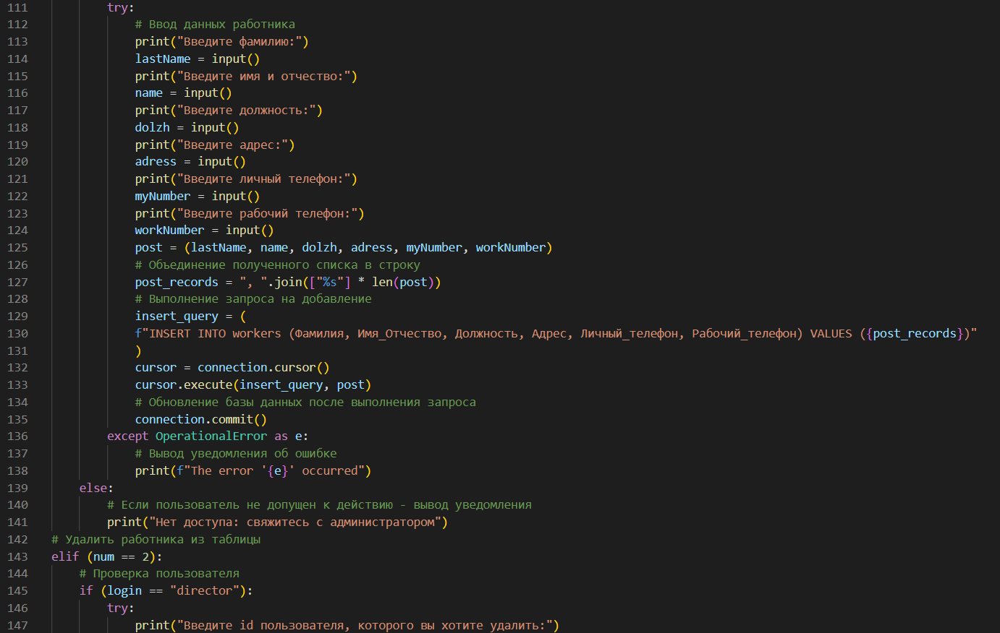 111 try:
112 # Ввод данных работника
113 print("Введите фамилию:")
114 lastName = input()
115 print("Введите имя и отчество:")
116 name = input()
117 print("Введите должность:")
118 dolzh = input()
119 print("Введите адрес:")
120 adress = input()
121 print("Введите личный телефон:")
122 myNumber = input()
123 print("Введите рабочий телефон:")
124 workNumber = input()
125 post = (lastName, name, dolzh, adress, myNumber, workNumber)
126 # Объединение полученного списка в строку
127 post_records = ", ".join(["%s"] * len(post))
128 # Выполнение запроса на добавление
129 insert_query = (
130 f"INSERT INTO workers (Фамилия, Имя_Отчество, Должность, Адрес, Личный_телефон, Рабочий_телефон) VALUES ({post_records})"
131 )
132 cursor = connection.cursor()
133 cursor.execute(insert_query, post)
134 # Обновление базы данных после выполнения запроса
135 connection.commit()
136 except OperationalError as e:
137 # Вывод уведомления об ошибке
138 print(f"The error '{e}' occurred")
139 else:
140 # Если пользователь не допущен к действию - вывод уведомления
141 print("Нет доступа: свяжитесь с администратором")
142 # Удалить работника из таблицы
143 elif (num == 2):
144 # Проверка пользователя
145 if (login == "director"):
146 try:
147 print("Введите id пользователя, которого вы хотите удалить:")